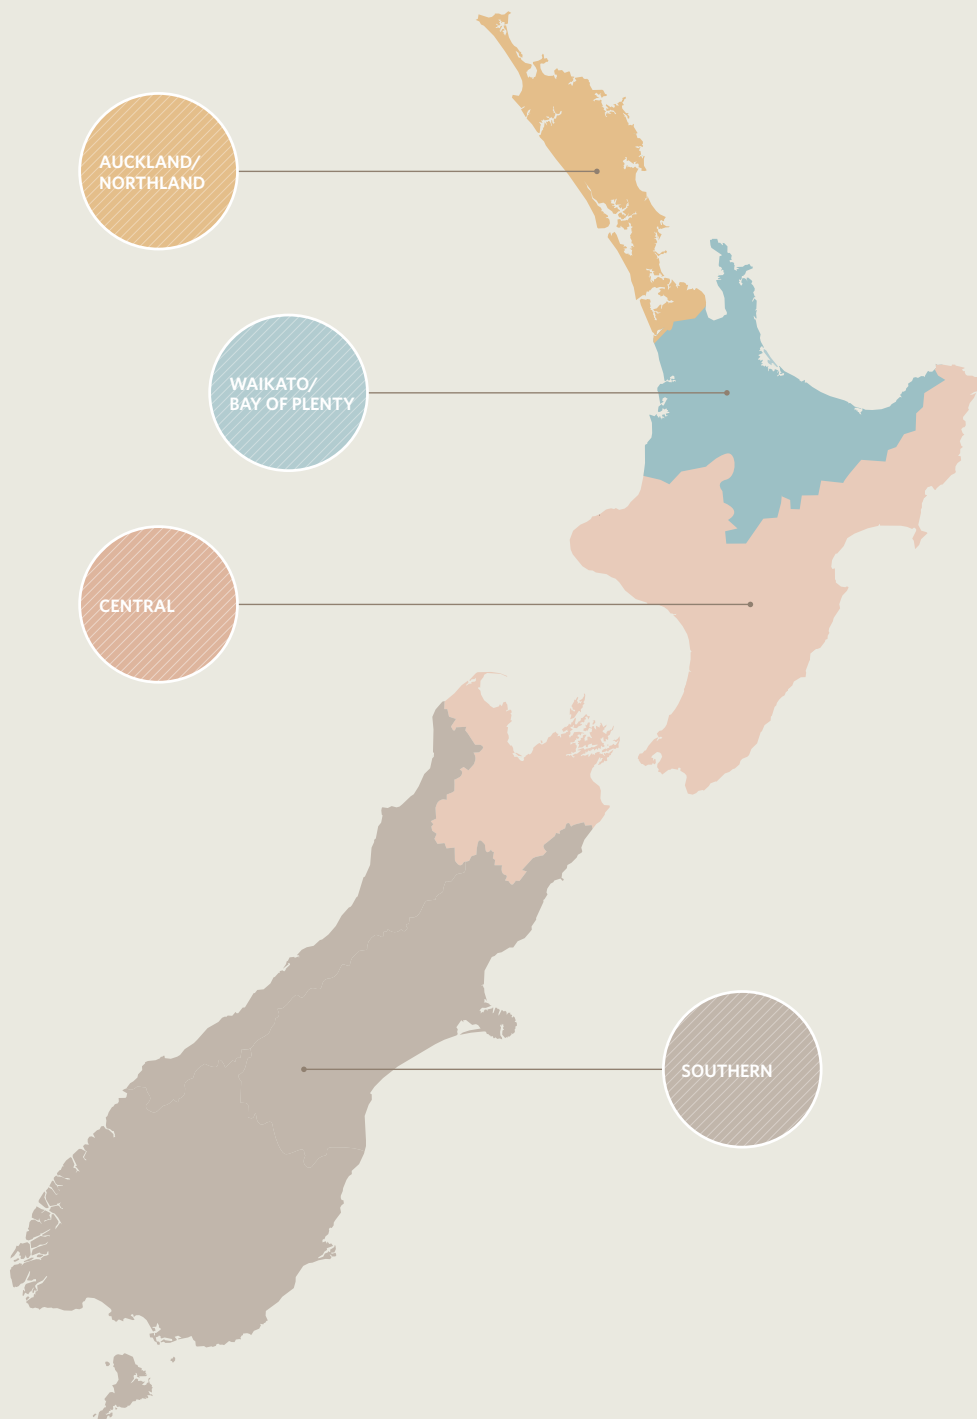 AUCKLAND/
NORTHLAND
WAIKATO/
BAY OF PLENTY
CENTRAL
SOUTHERN